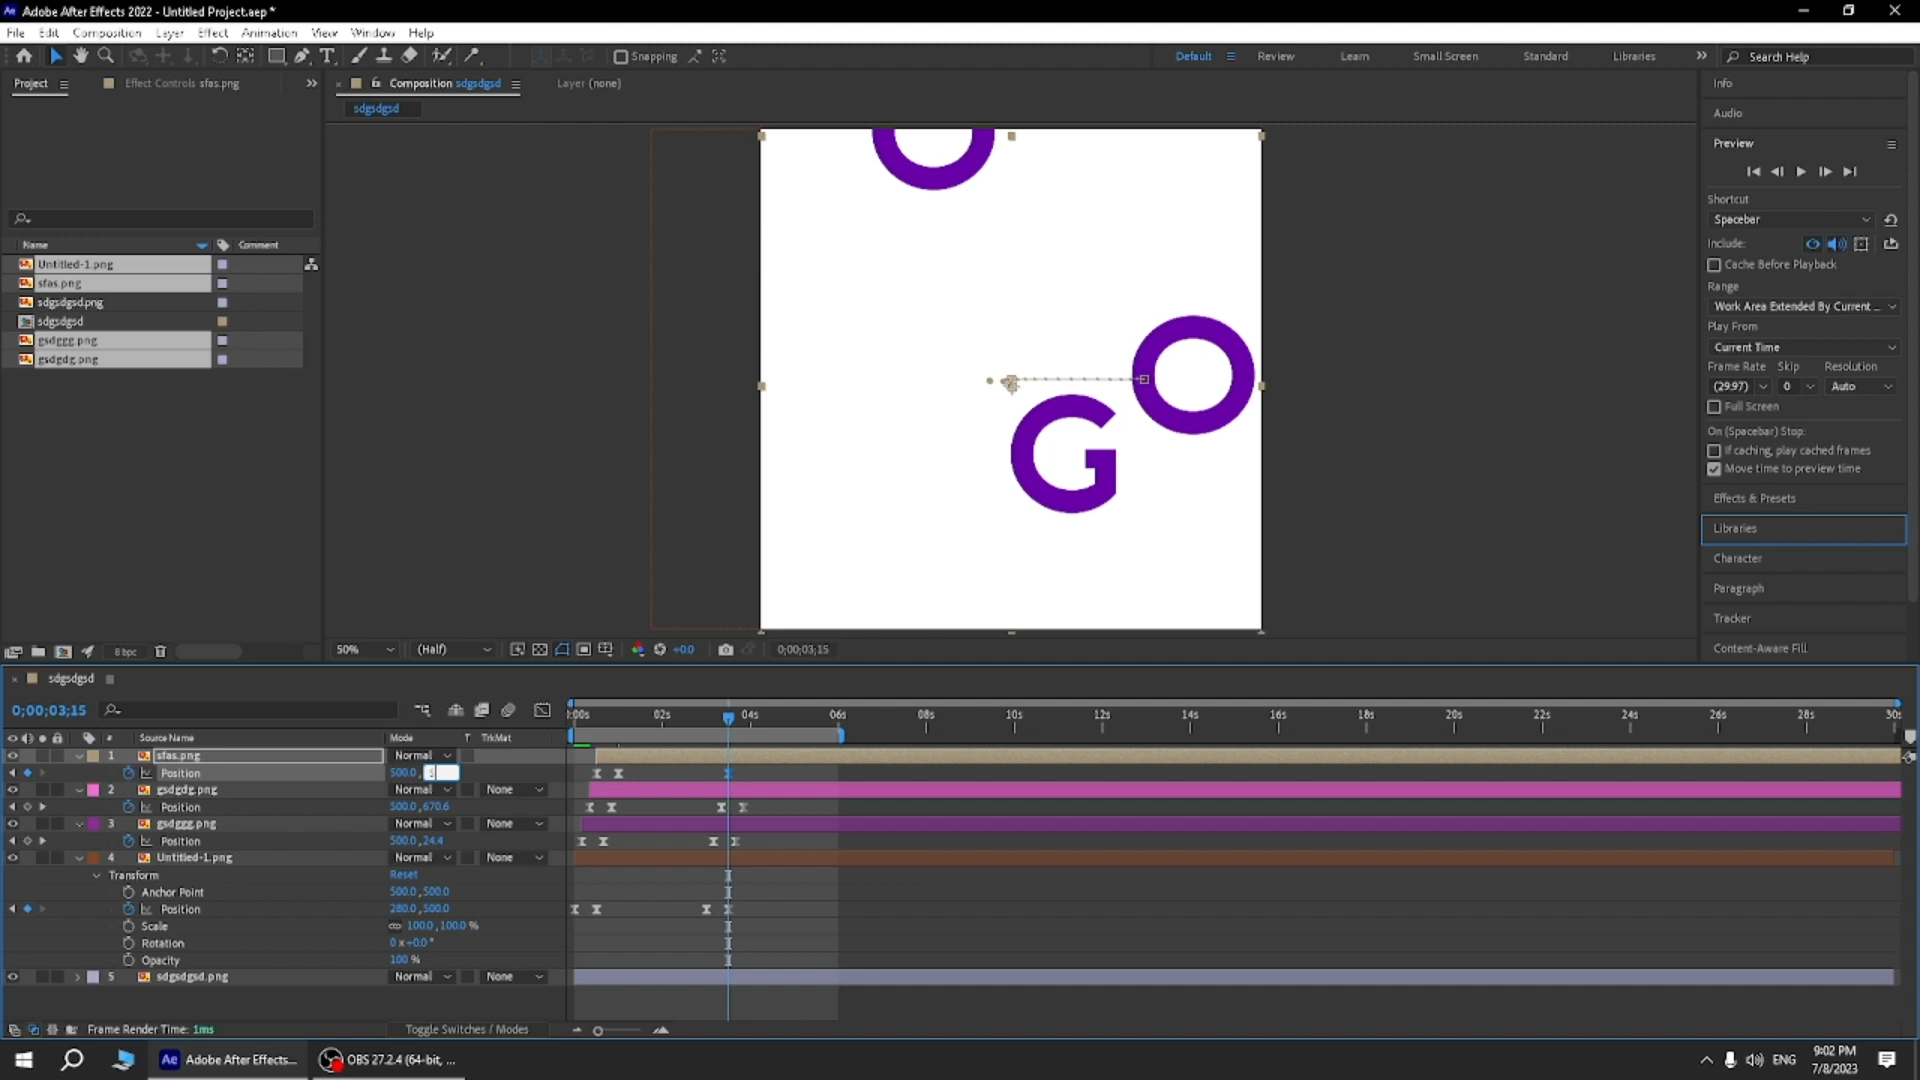 Adobe After Effects 2022 - Untitled Project.aep *
File Edit Composition Layer Effect Animation View Window Help
Snapping Default Review Learn Small Screen Standard Libraries Search Help
Project Effect Controls sfas.png
Composition sdgsdgsd Layer (none)
sdgsdgsd
Name Comment
Untitled-1.png
sfas.png
sdgsdgsd.png
sdgsdgsd
gsdggg.png
gsdgdg.png
8 bpc
O
O
G
50% (Half) +0.0 0;00;03;15
Info
Audio
Preview
Shortcut
Spacebar
Include:
Cache Before Playback
Range
Work Area Extended By Current ...
Play From
Current Time
Frame Rate Skip Resolution
(29.97) 0 Auto
Full Screen
On (Spacebar) Stop:
If caching, play cached frames
Move time to preview time
Effects & Presets
Libraries
Character
Paragraph
Tracker
Content-Aware Fill
sdgsdgsd
0;00;03;15
:00s 02s 04s 06s 08s 10s 12s 14s 16s 18s 20s 22s 24s 26s 28s 30s
# Source Name Mode T TrkMat
1 sfas.png Normal
Position 500.0,
2 gsdgdg.png Normal None
Position 500.0,670.6
3 gsdggg.png Normal None
Position 500.0,24.4
4 Untitled-1.png Normal None
Transform Reset
Anchor Point 500.0,500.0
Position 280.0,500.0
Scale 100.0,100.0 %
Rotation 0 x+0.0°
Opacity 100 %
5 sdgsdgsd.png Normal None
Frame Render Time: 1ms Toggle Switches / Modes
Ae Adobe After Effects... OBS 27.2.4 (64-bit, ... ENG
9:02 PM
7/8/2023